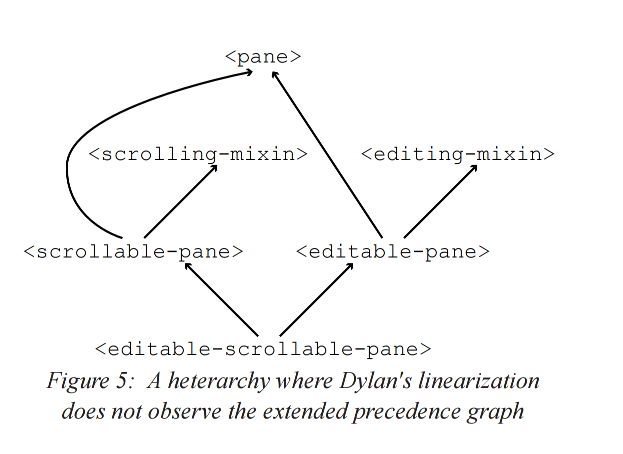 <pane>
<scrolling-mixin> <editing-mixin>
<scrollable-pane> <editable-pane>
<editable-scrollable-pane>
Figure 5: A heterarchy where Dylan's linearization
does not observe the extended precedence graph